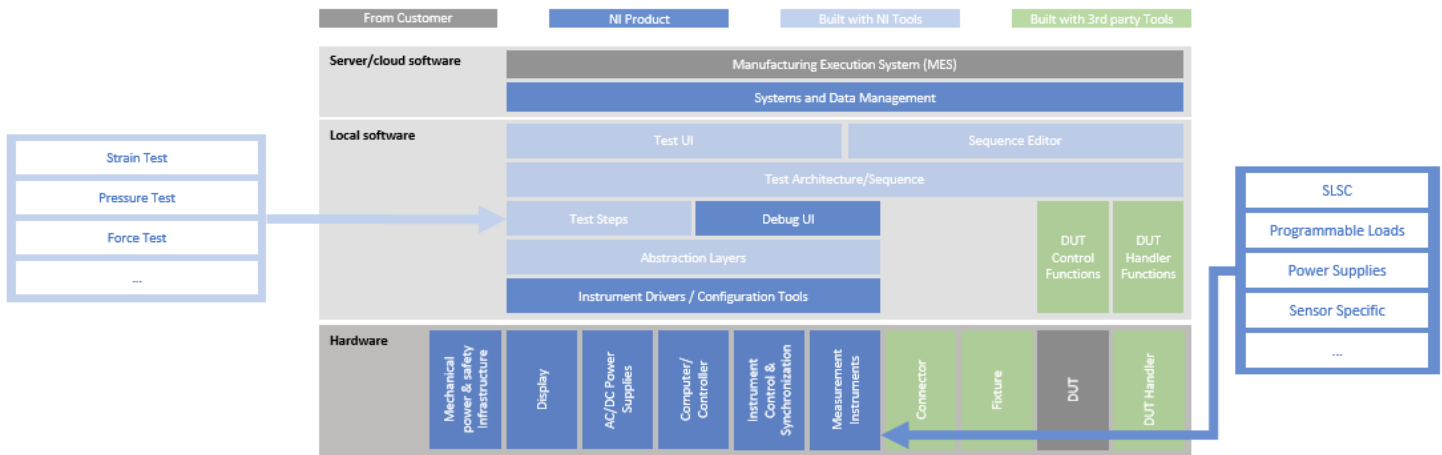 From Customer
NI Product
Built with NI Tools
Built with 3rd party Tools
Server/cloud software
Manufacturing Execution System (MES)
Systems and Data Management
Local software
Test UI
Sequence Editor
Test Architecture/Sequence
Test Steps
Debug UI
Abstraction Layers
Instrument Drivers / Configuration Tools
DUT
Control
Functions
DUT
Handler
Functions
Strain Test
Pressure Test
Force Test
...
SLSC
Programmable Loads
Power Supplies
Sensor Specific
...
Hardware
Mechanical
power & safety
Infrastructure
Display
AC/DC Power
Supplies
Computer/
Controller
Instrument
Control &
Synchronization
Measurement
Instruments
Connector
Fixture
DUT
DUT Handler